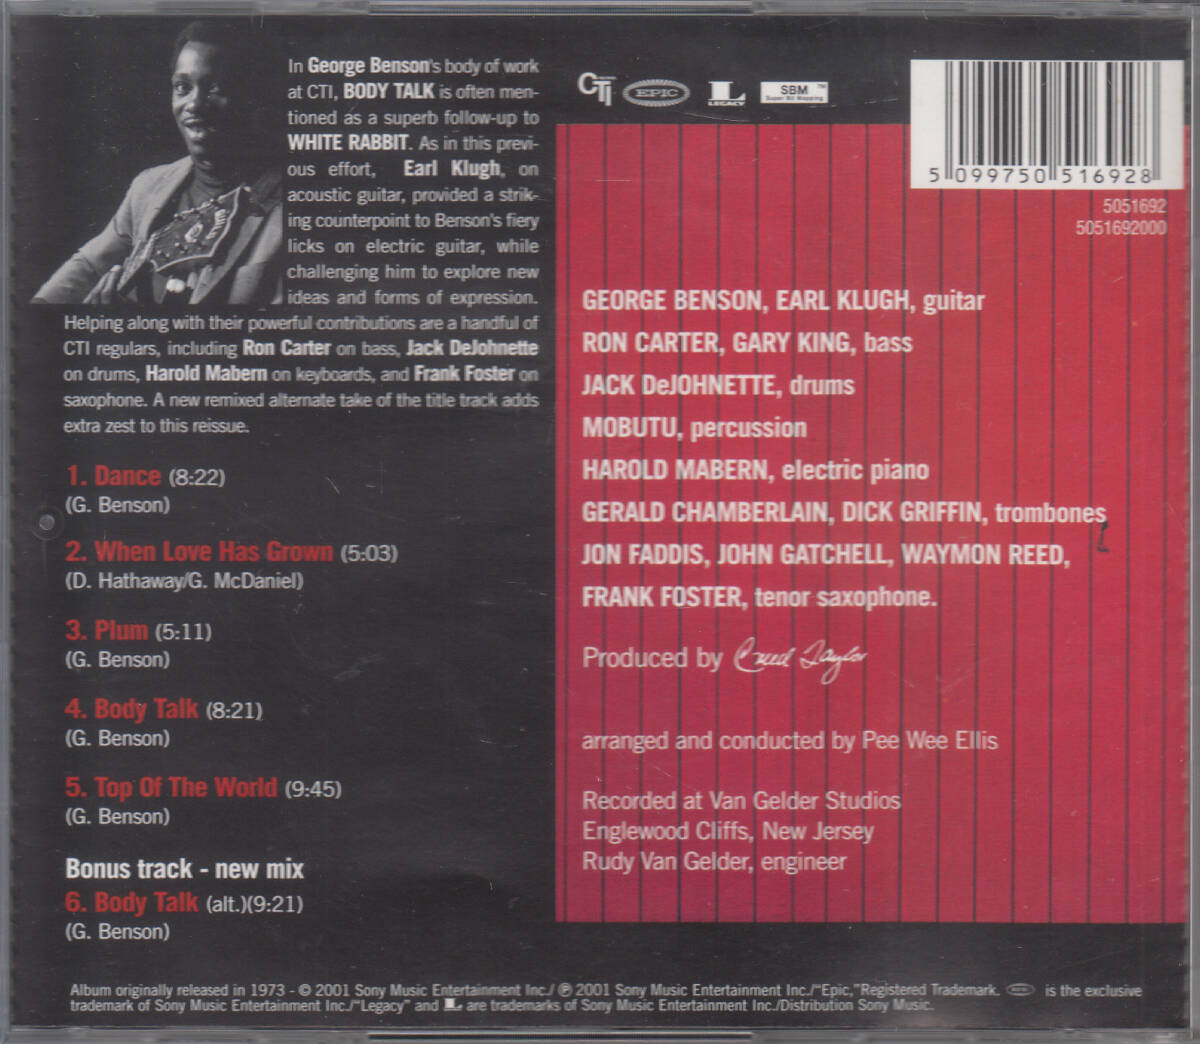 In George Benson's body of work
at CTI, BODY TALK is often men-
tioned as a superb follow-up to
WHITE RABBIT. As in this previ-
ous effort, Earl Klugh, on
acoustic guitar, provided a strik-
ing counterpoint to Benson's fiery
licks on electric guitar, while
challenging him to explore new
ideas and forms of expression.
Helping along with their powerful contributions are a handful of
CTI regulars, including Ron Carter on bass, Jack DeJohnette
on drums, Harold Mabern on keyboards, and Frank Foster on
saxophone. A new remixed alternate take of the title track adds
extra zest to this reissue.
1. Dance (8:22)
(G. Benson)
2. When Love Has Grown (5:03)
(D. Hathaway/G. McDaniel)
3. Plum (5:11)
(G. Benson)
4. Body Talk (8:21)
(G. Benson)
5. Top Of The World (9:45)
(G. Benson)
Bonus track - new mix
6. Body Talk (alt.)(9:21)
(G. Benson)
CTI EPIC L LEGACY SBM™ Super Bit Mapping
5 099750 516928
5051692
5051692000
GEORGE BENSON, EARL KLUGH, guitar
RON CARTER, GARY KING, bass
JACK DeJOHNETTE, drums
MOBUTU, percussion
HAROLD MABERN, electric piano
GERALD CHAMBERLAIN, DICK GRIFFIN, trombones
JON FADDIS, JOHN GATCHELL, WAYMON REED,
FRANK FOSTER, tenor saxophone.
Produced by Creed Taylor
arranged and conducted by Pee Wee Ellis
Recorded at Van Gelder Studios
Englewood Cliffs, New Jersey
Rudy Van Gelder, engineer
Album originally released in 1973 - © 2001 Sony Music Entertainment Inc./ ℗ 2001 Sony Music Entertainment Inc./"Epic,"Registered Trademark. EPIC is the exclusive
trademark of Sony Music Entertainment Inc./"Legacy" and L are trademarks of Sony Music Entertainment Inc./Distribution Sony Music.